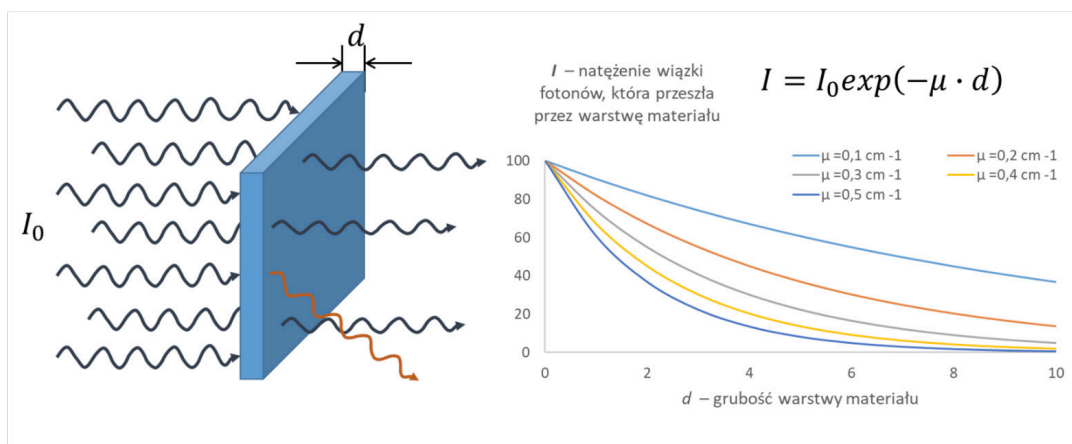 d
I₀
I – natężenie wiązki
fotonów, która przeszła
przez warstwę materiału
I = I₀exp(−μ · d)
μ =0,1 cm -1
μ =0,2 cm -1
μ =0,3 cm -1
μ =0,4 cm -1
μ =0,5 cm -1
100
80
60
40
20
0
0 2 4 6 8 10
d – grubość warstwy materiału